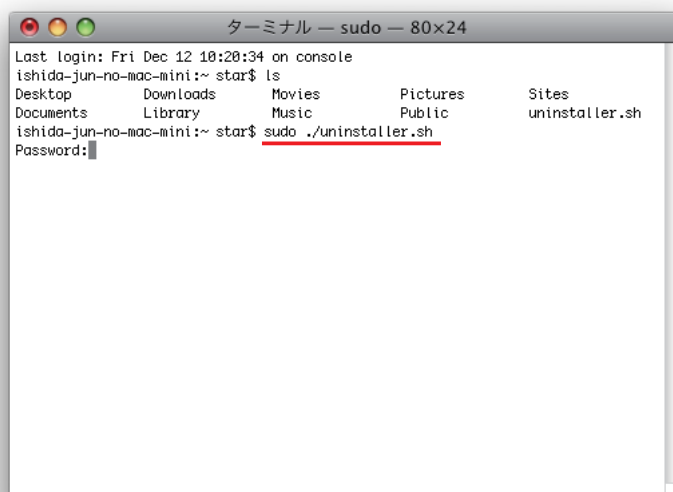 ターミナル — sudo — 80×24
Last login: Fri Dec 12 10:20:34 on console
ishida-jun-no-mac-mini:~ star$ ls
Desktop Downloads Movies Pictures Sites
Documents Library Music Public uninstaller.sh
ishida-jun-no-mac-mini:~ star$ sudo ./uninstaller.sh
Password: